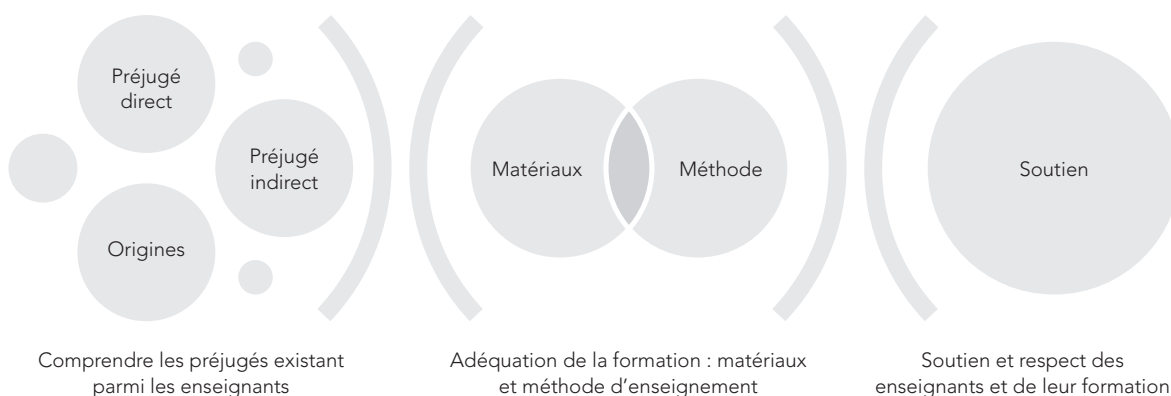 Préjugé
direct
Préjugé
indirect
Origines
Matériaux
Méthode
Soutien
Comprendre les préjugés existant
parmi les enseignants
Adéquation de la formation : matériaux
et méthode d’enseignement
Soutien et respect des
enseignants et de leur formation